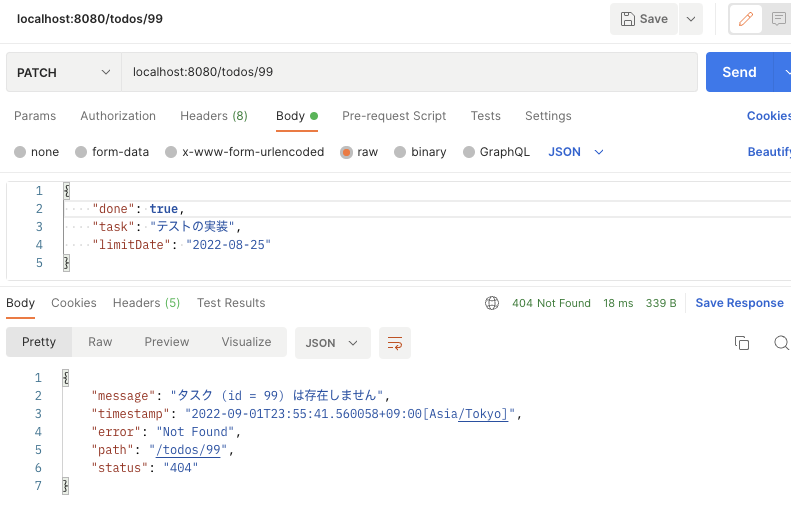 localhost:8080/todos/99
Save
PATCH localhost:8080/todos/99 Send
Params Authorization Headers (8) Body Pre-request Script Tests Settings Cookies
none form-data x-www-form-urlencoded raw binary GraphQL JSON Beautify
1 {
2 "done": true,
3 "task": "テストの実装",
4 "limitDate": "2022-08-25"
5 }
Body Cookies Headers (5) Test Results 404 Not Found 18 ms 339 B Save Response
Pretty Raw Preview Visualize JSON
1 {
2 "message": "タスク (id = 99) は存在しません",
3 "timestamp": "2022-09-01T23:55:41.560058+09:00[Asia/Tokyo]",
4 "error": "Not Found",
5 "path": "/todos/99",
6 "status": "404"
7 }